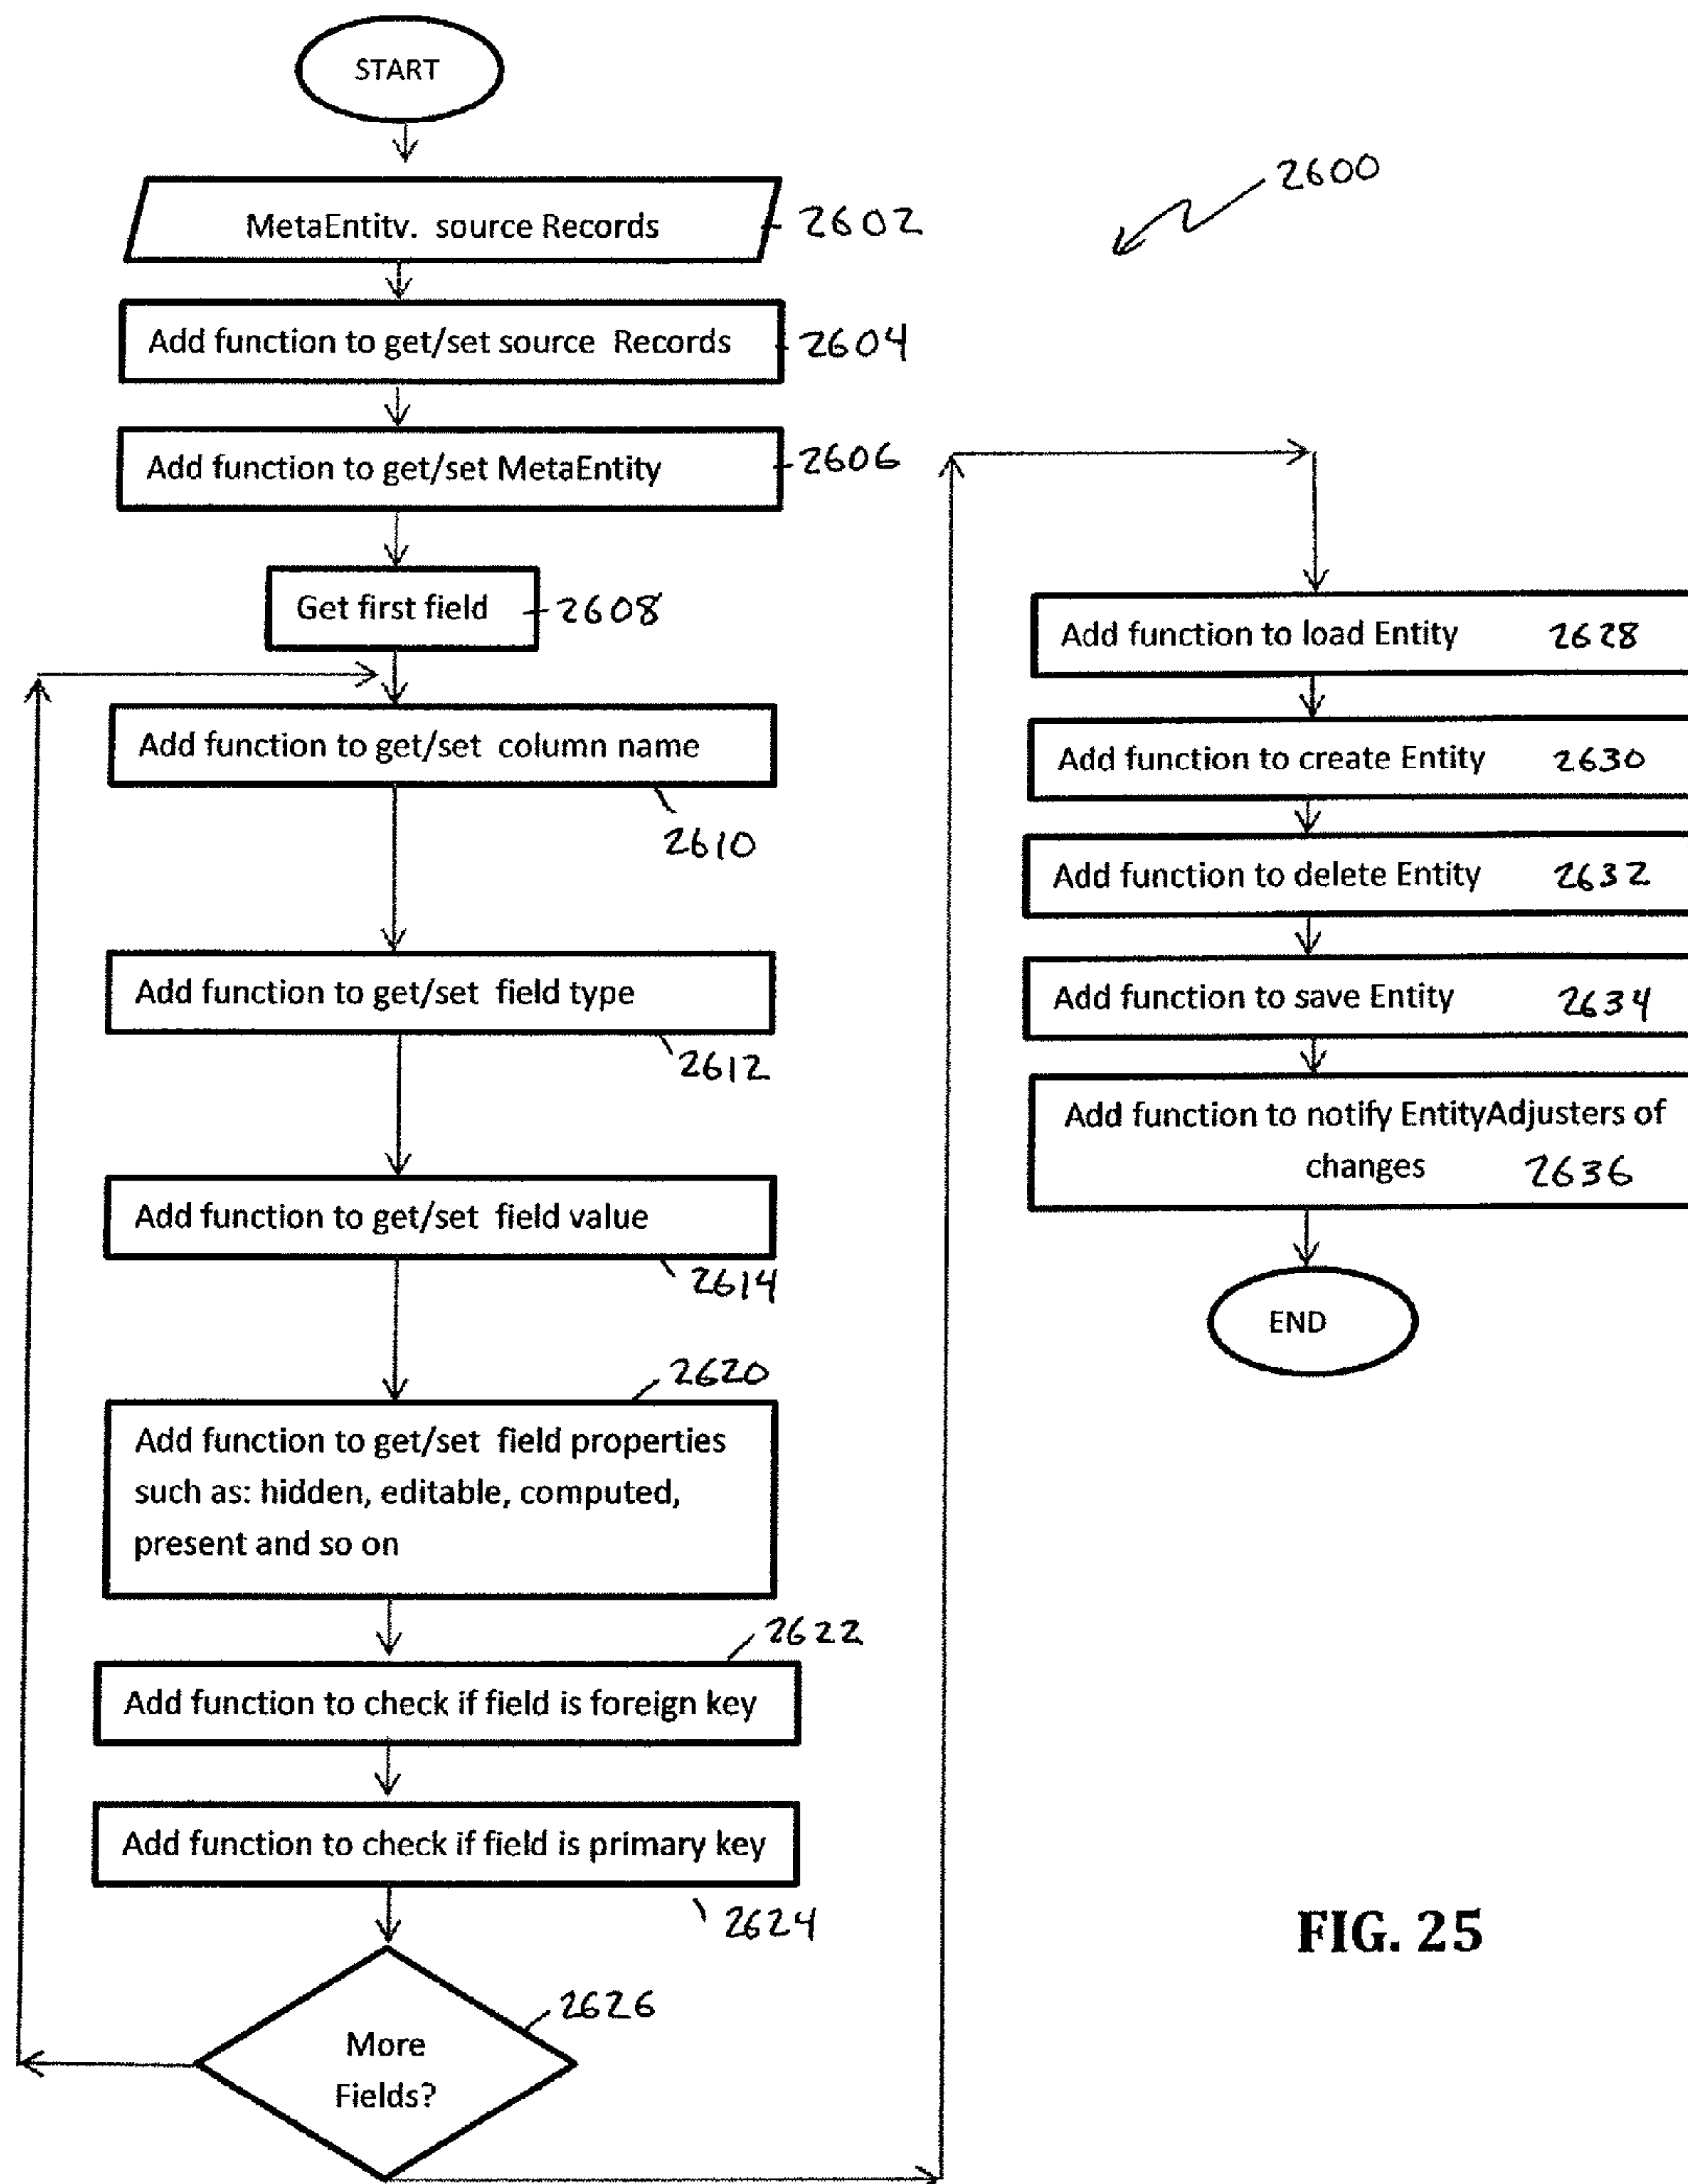 START
2600
MetaEntity. source Records 2602
Add function to get/set source Records 2604
Add function to get/set MetaEntity 2606
Get first field 2608
Add function to get/set column name
2610
Add function to get/set field type
2612
Add function to get/set field value
2614
2620
Add function to get/set field properties
such as: hidden, editable, computed,
present and so on
2622
Add function to check if field is foreign key
Add function to check if field is primary key
2624
2626
More
Fields?
Add function to load Entity 2628
Add function to create Entity 2630
Add function to delete Entity 2632
Add function to save Entity 2634
Add function to notify EntityAdjusters of
changes 2636
END
FIG. 25